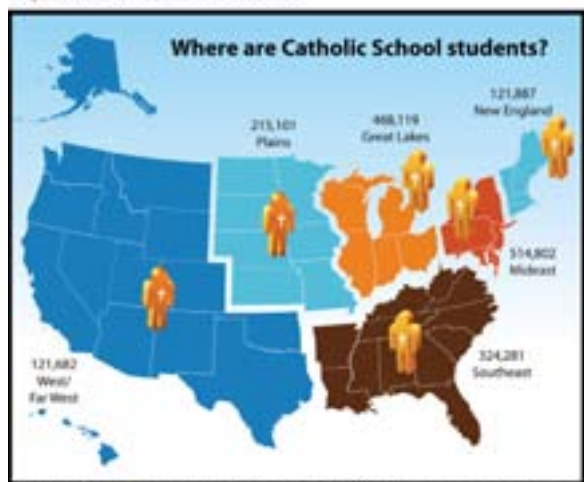 Where are Catholic School students?
121,887
New England
468,119
Great Lakes
215,101
Plains
514,802
Mideast
324,281
Southeast
121,682
West/
Far West